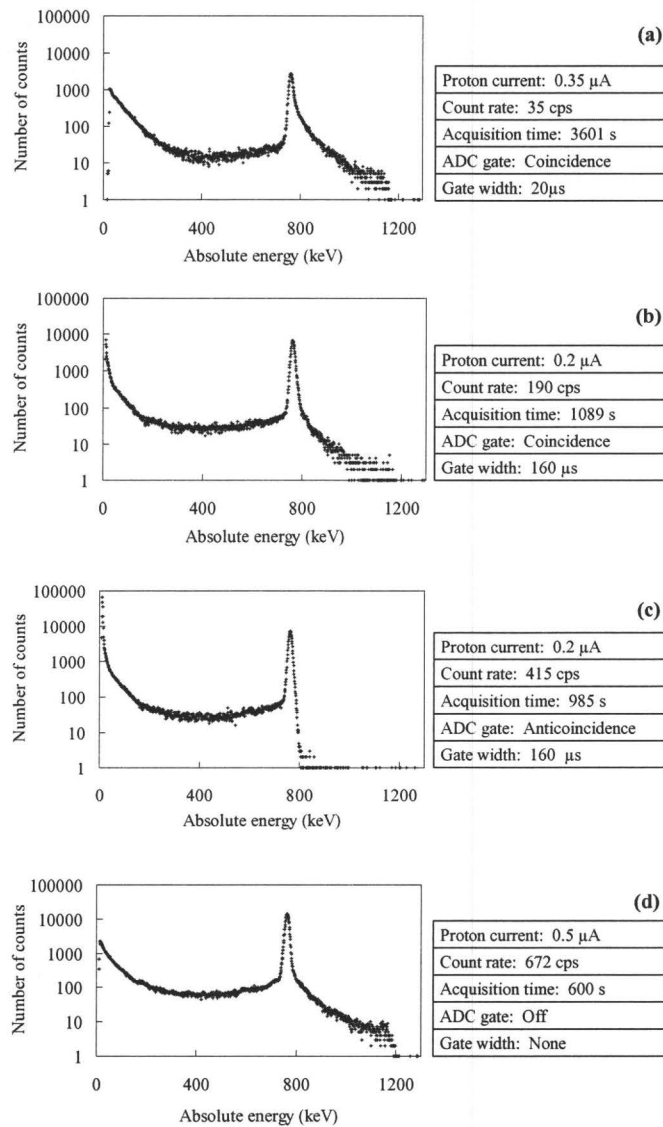 (a)
Number of counts
100000
10000
1000
100
10
1
0 400 800 1200
Absolute energy (keV)
Proton current: 0.35 µA
Count rate: 35 cps
Acquisition time: 3601 s
ADC gate: Coincidence
Gate width: 20µs
(b)
Number of counts
100000
10000
1000
100
10
1
0 400 800 1200
Absolute energy (keV)
Proton current: 0.2 µA
Count rate: 190 cps
Acquisition time: 1089 s
ADC gate: Coincidence
Gate width: 160 µs
(c)
Number of counts
100000
10000
1000
100
10
1
0 400 800 1200
Absolute energy (keV)
Proton current: 0.2 µA
Count rate: 415 cps
Acquisition time: 985 s
ADC gate: Anticoincidence
Gate width: 160 µs
(d)
Number of counts
100000
10000
1000
100
10
1
0 400 800 1200
Absolute energy (keV)
Proton current: 0.5 µA
Count rate: 672 cps
Acquisition time: 600 s
ADC gate: Off
Gate width: None